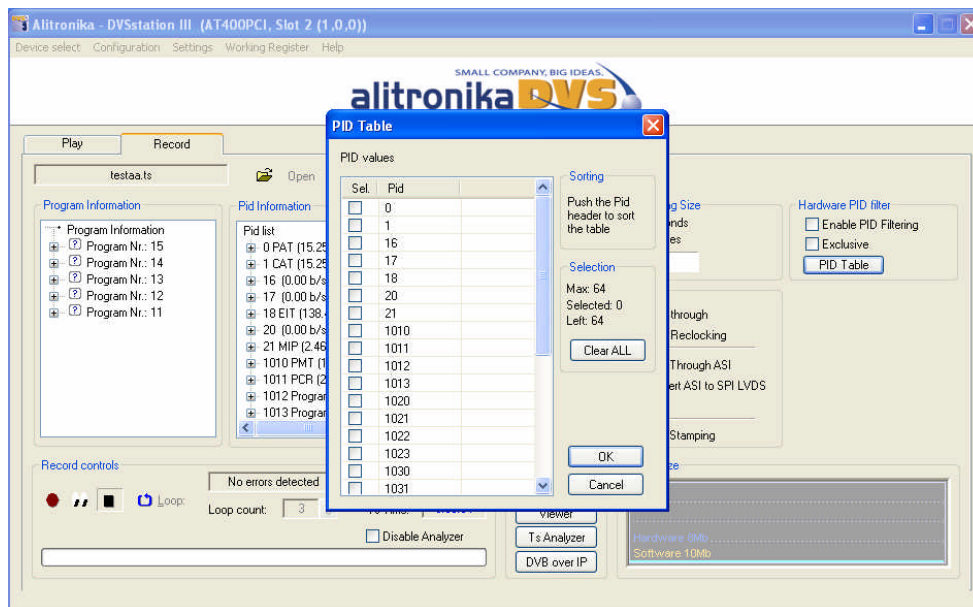 Alitronika - DVSstation III (AT400PCI, Slot 2 (1,0,0))
Device select Configuration Settings Working Register Help
SMALL COMPANY, BIG IDEAS.
alitronika DVS
Play Record
testaa.ts
Open
Program Information
Program Information
Program Nr.: 15
Program Nr.: 14
Program Nr.: 13
Program Nr.: 12
Program Nr.: 11
Pid Information
Pid list
0 PAT (15.25
1 CAT (15.25
16 (0.00 b/s
17 (0.00 b/s
18 EIT (138.
20 (0.00 b/s
21 MIP (2.46
1010 PMT (1
1011 PCR (2
1012 Program
1013 Program
PID Table
PID values
Sel. Pid
0
1
16
17
18
20
21
1010
1011
1012
1013
1020
1021
1022
1023
1030
1031
Sorting
Push the Pid
header to sort
the table
Selection
Max: 64
Selected: 0
Left: 64
Clear ALL
OK
Cancel
g Size
nds
es
through
Reclocking
Through ASI
ert ASI to SPI LVDS
Stamping
Hardware PID filter
Enable PID Filtering
Exclusive
PID Table
Record controls
Loop:
No errors detected
Loop count: 3
Disable Analyzer
Viewer
Ts Analyzer
DVB over IP
ze
Hardware 8Mb
Software 10Mb